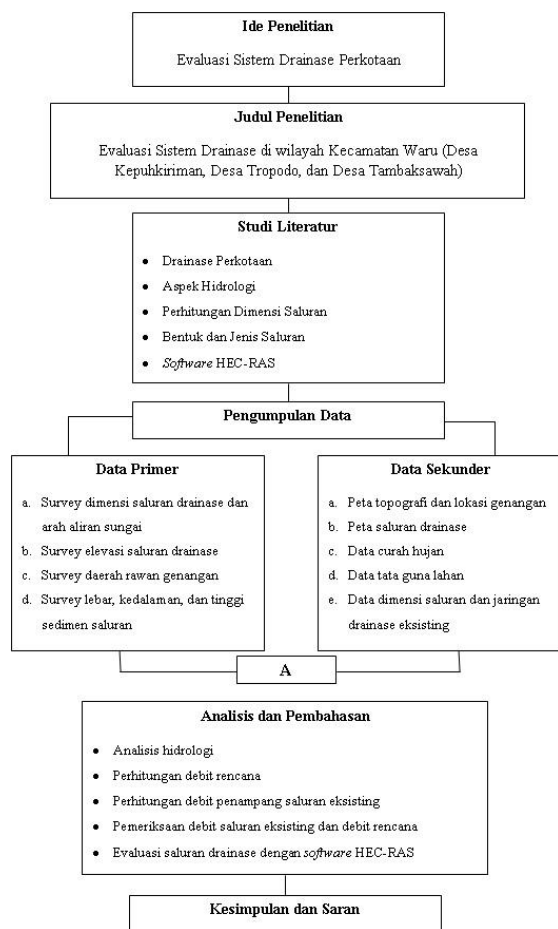 Ide Penelitian
Evaluasi Sistem Drainase Perkotaan
Judul Penelitian
Evaluasi Sistem Drainase di wilayah Kecamatan Waru (Desa
Kepuhkiriman, Desa Tropodo, dan Desa Tambaksawah)
Studi Literatur
• Drainase Perkotaan
• Aspek Hidrologi
• Perhitungan Dimensi Saluran
• Bentuk dan Jenis Saluran
• Software HEC-RAS
Pengumpulan Data
Data Primer
a. Survey dimensi saluran drainase dan
arah aliran sungai
b. Survey elevasi saluran drainase
c. Survey daerah rawan genangan
d. Survey lebar, kedalaman, dan tinggi
sedimen saluran
Data Sekunder
a. Peta topografi dan lokasi genangan
b. Peta saluran drainase
c. Data curah hujan
d. Data tata guna lahan
e. Data dimensi saluran dan jaringan
drainase eksisting
A
Analisis dan Pembahasan
• Analisis hidrologi
• Perhitungan debit rencana
• Perhitungan debit penampang saluran eksisting
• Pemeriksaan debit saluran eksisting dan debit rencana
• Evaluasi saluran drainase dengan software HEC-RAS
Kesimpulan dan Saran